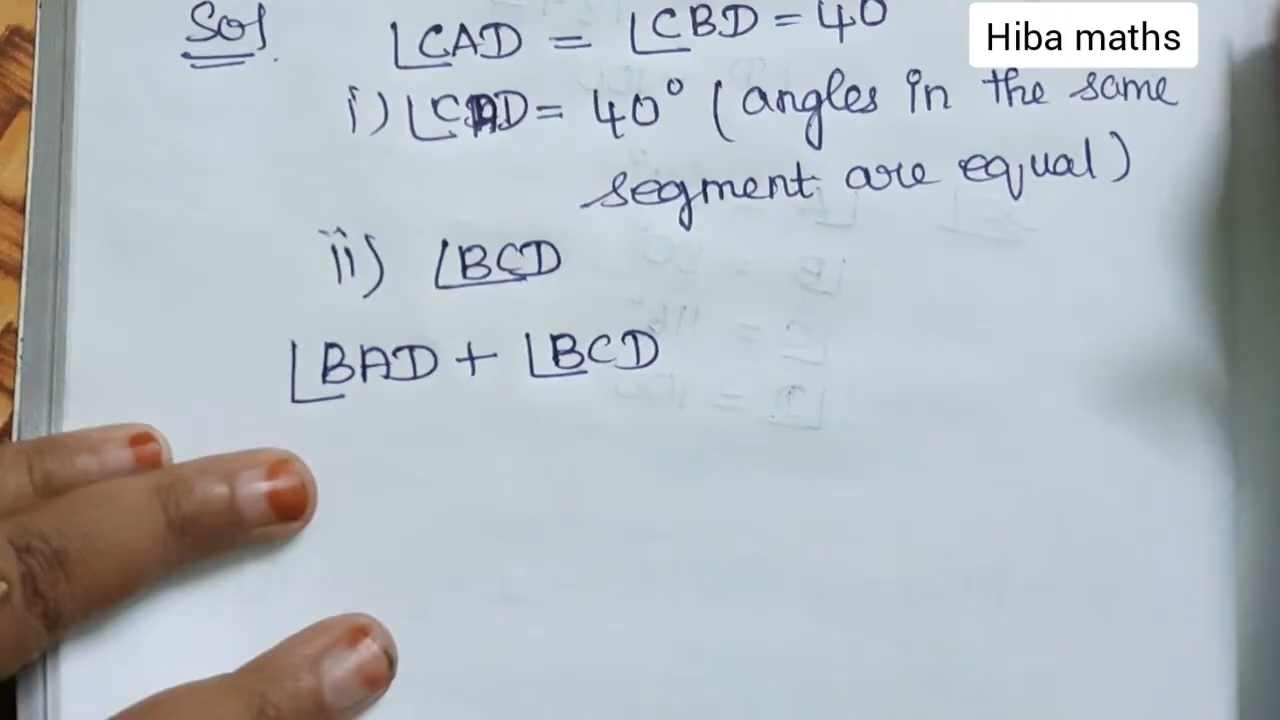 Sol.
∠CAD = ∠CBD = 40
Hiba maths
i) ∠CAD = 40° (angles in the same
segment are equal)
ii) ∠BCD
∠BAD + ∠BCD